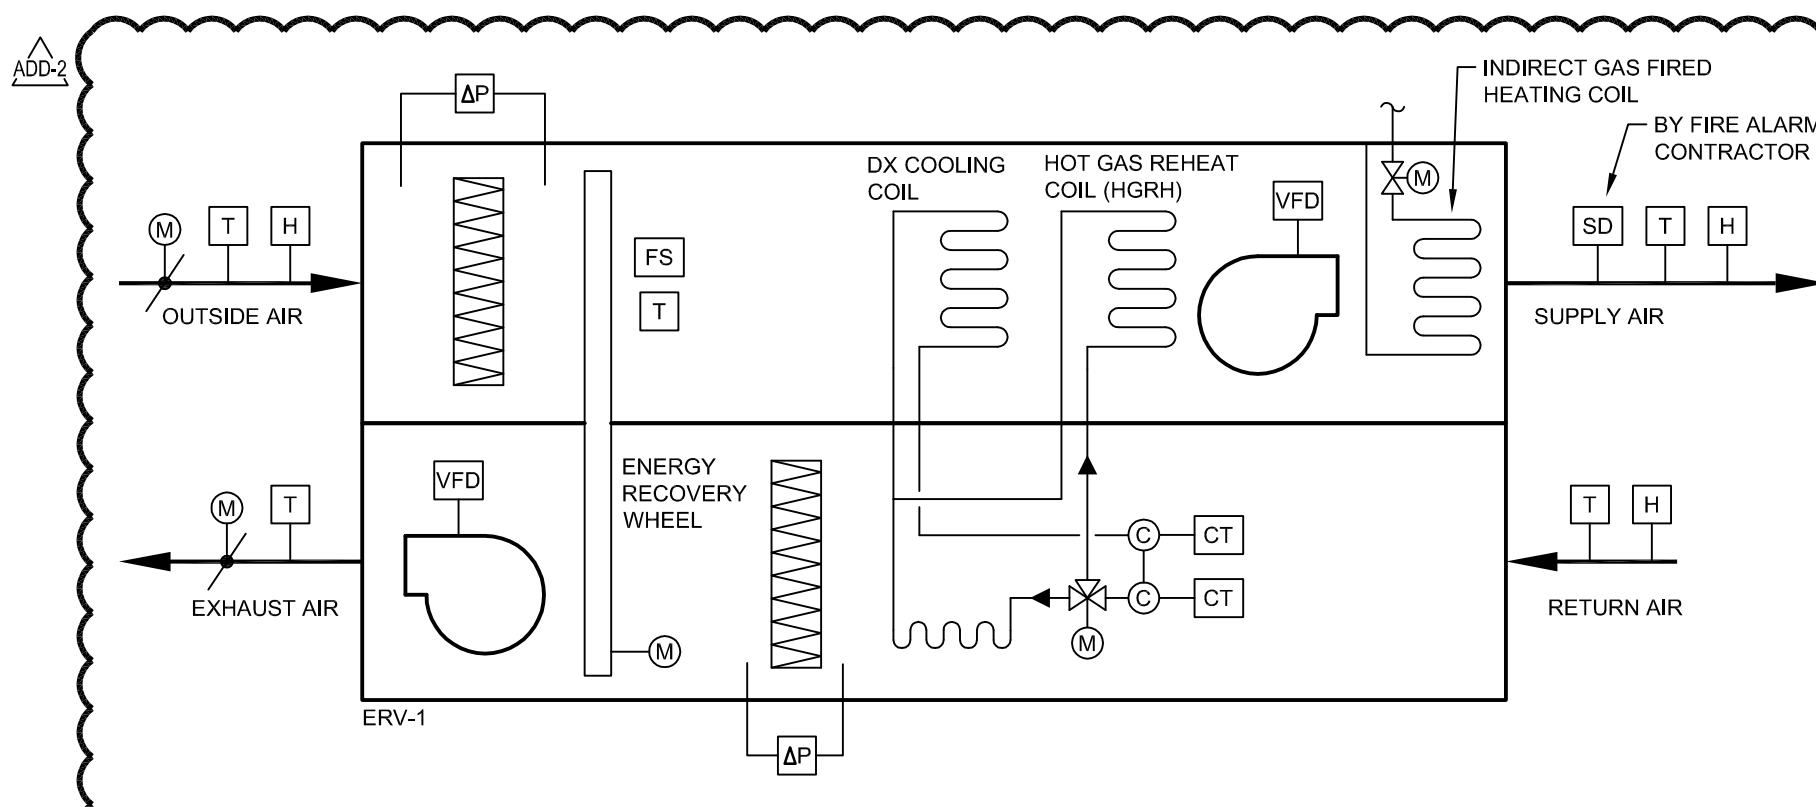 ADD-2
ΔP
INDIRECT GAS FIRED
HEATING COIL
BY FIRE ALARM
CONTRACTOR
DX COOLING
COIL
HOT GAS REHEAT
COIL (HGRH)
M
VFD
M
T
H
FS
T
SD
T
H
OUTSIDE AIR
SUPPLY AIR
ENERGY
RECOVERY
WHEEL
VFD
M
T
T
H
C
CT
C
CT
EXHAUST AIR
RETURN AIR
M
M
ERV-1
ΔP